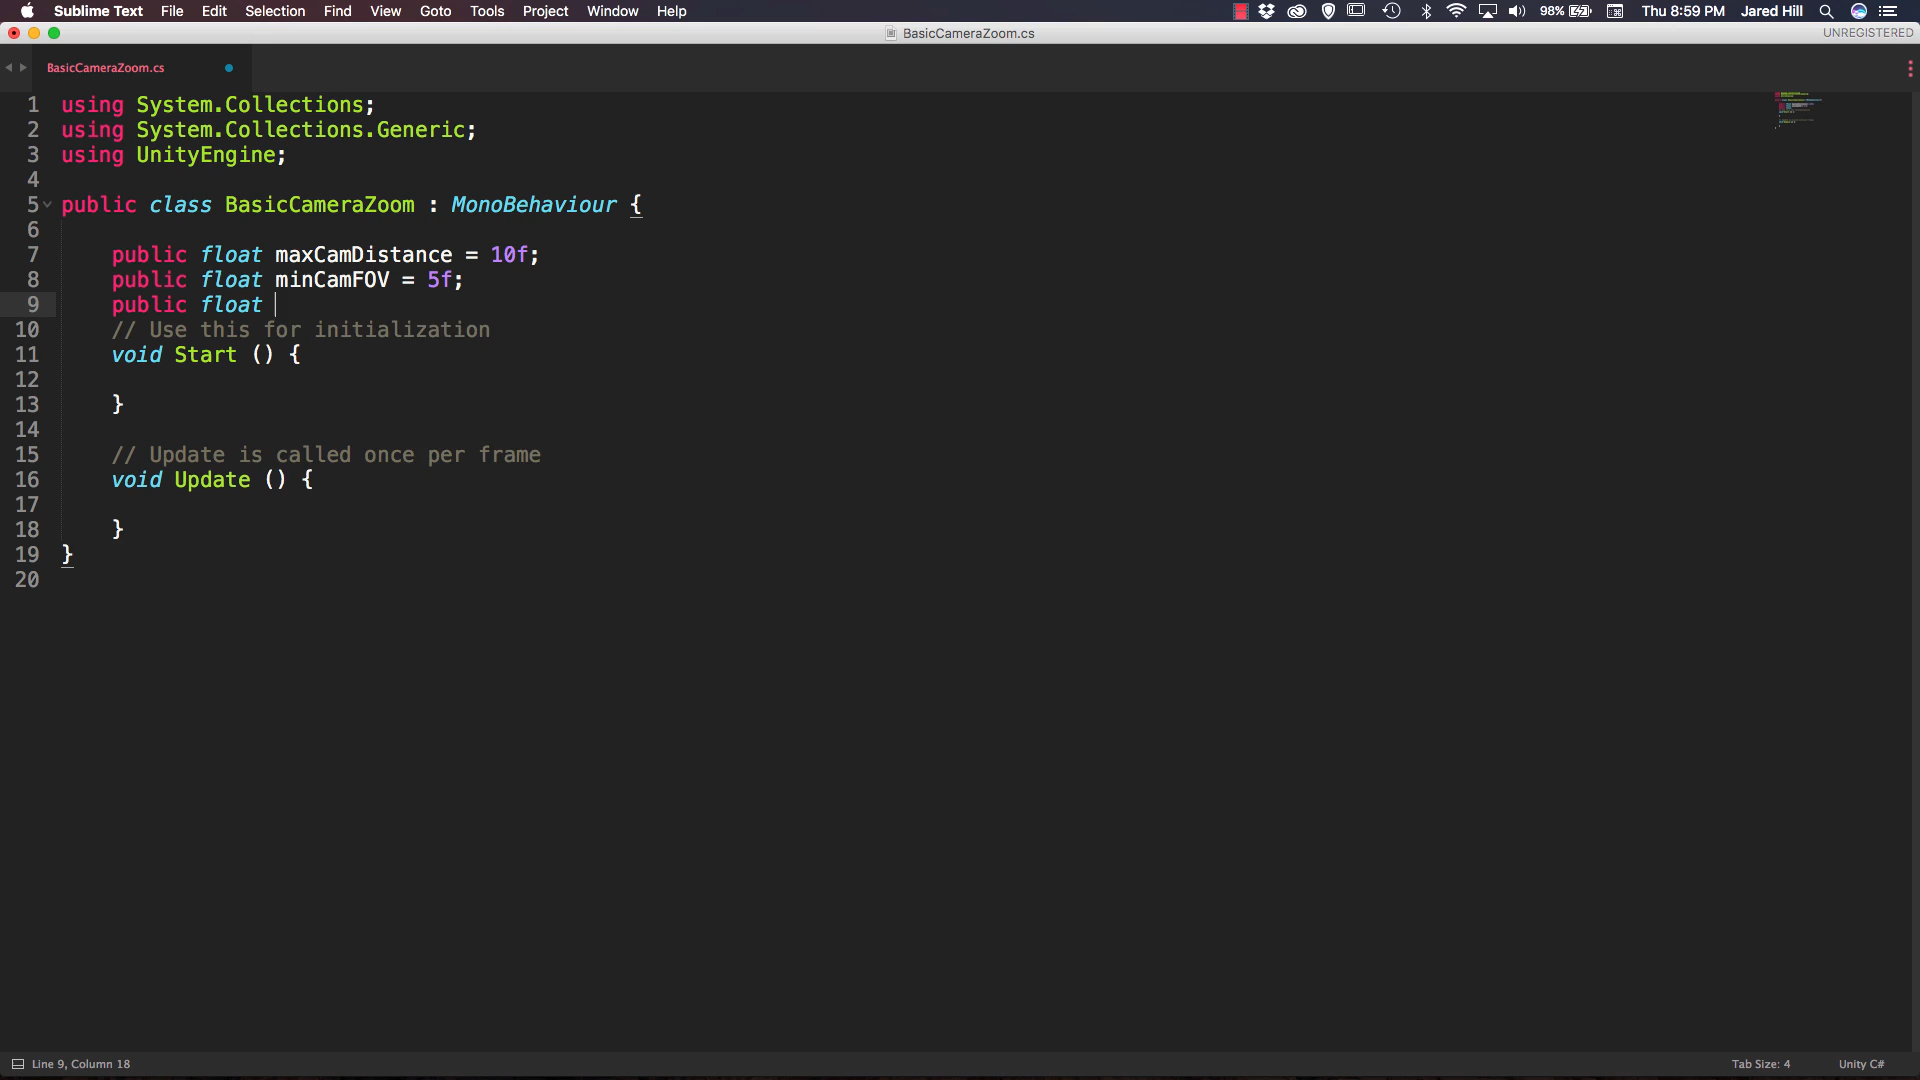 Sublime Text File Edit Selection Find View Goto Tools Project Window Help 98% Thu 8:59 PM Jared Hill
BasicCameraZoom.cs UNREGISTERED
BasicCameraZoom.cs
1 using System.Collections;
2 using System.Collections.Generic;
3 using UnityEngine;
4
5 public class BasicCameraZoom : MonoBehaviour {
6
7 public float maxCamDistance = 10f;
8 public float minCamFOV = 5f;
9 public float
10 // Use this for initialization
11 void Start () {
12
13 }
14
15 // Update is called once per frame
16 void Update () {
17
18 }
19 }
20
Line 9, Column 18 Tab Size: 4 Unity C#